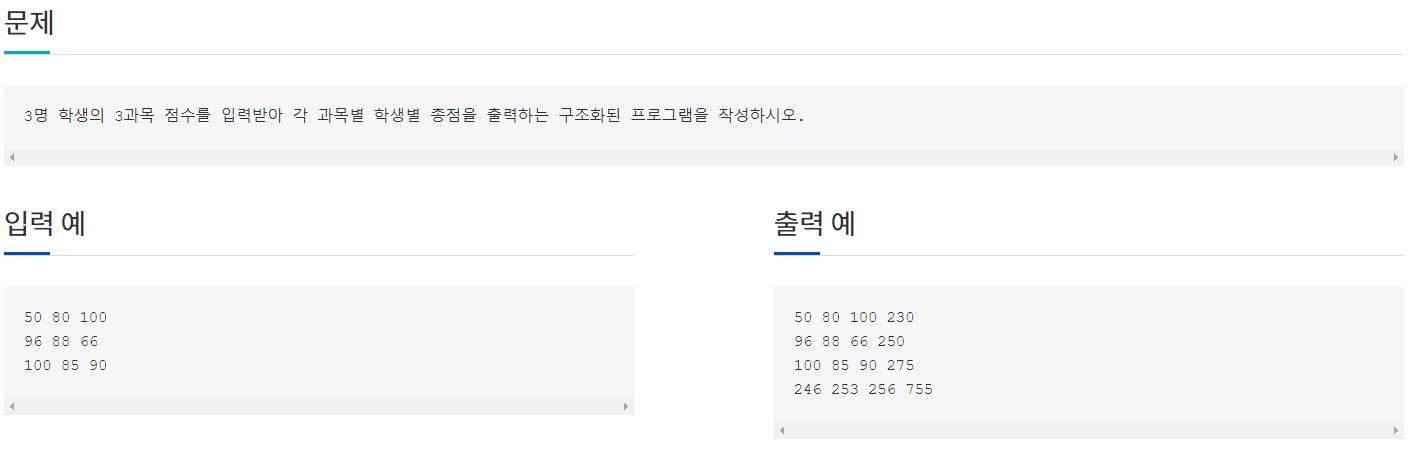 문제
3명 학생의 3과목 점수를 입력받아 각 과목별 학생별 총점을 출력하는 구조화된 프로그램을 작성하시오.
입력 예
50 80 100
96 88 66
100 85 90
출력 예
50 80 100 230
96 88 66 250
100 85 90 275
246 253 256 755